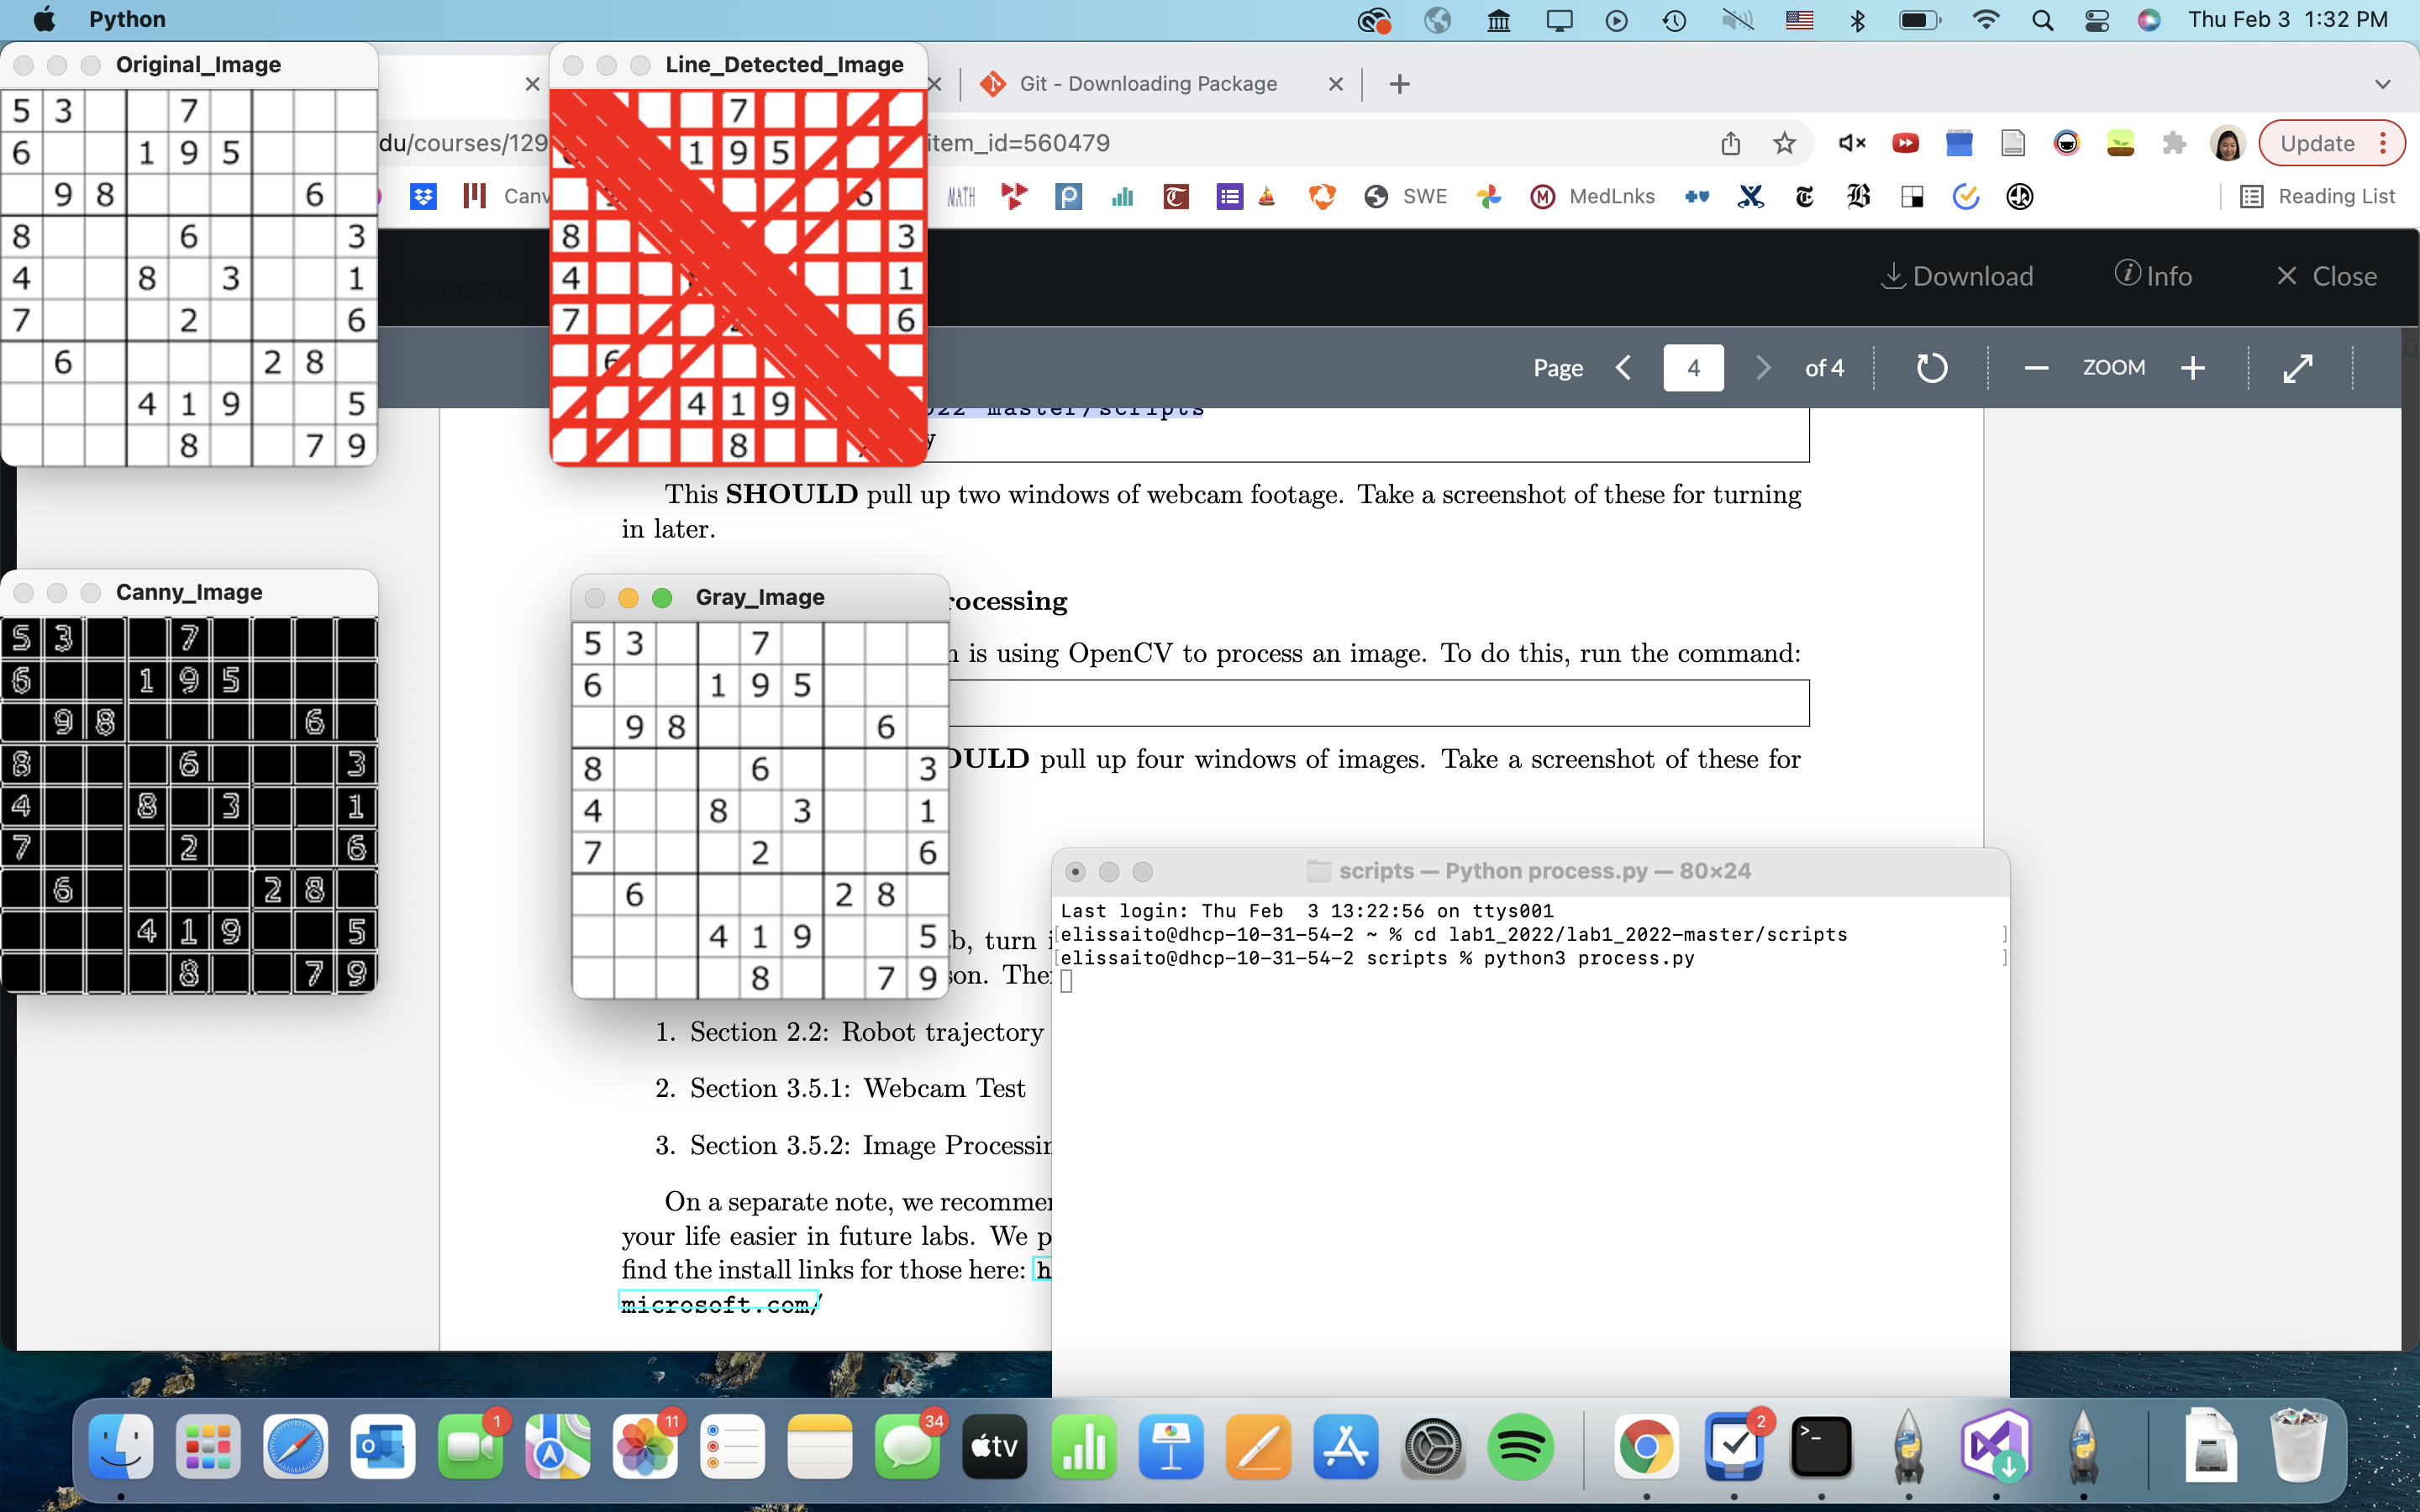 Python
Thu Feb 3 1:32 PM
Original_Image
Line_Detected_Image
Git - Downloading Package
du/courses/129
item_id=560479
Update
Canv
MATH
SWE
MedLnks
Reading List
5 3 7
6 1 9 5
9 8 6
8 6 3
4 8 3 1
7 2 6
6 2 8
4 1 9 5
8 7 9
7
1 9 5
6
8 3
4 1
7 6
6
4 1 9
8
ssignments
Download
Info
Close
Page
4
of 4
ZOOM
022 master/scripts
y
This SHOULD pull up two windows of webcam footage. Take a screenshot of these for turning
in later.
Canny_Image
5 3 7
6 1 9 5
9 8 6
8 6 3
4 8 3 1
7 2 6
6 2 8
4 1 9 5
8 7 9
Gray_Image
5 3 7
6 1 9 5
9 8 6
8 6 3
4 8 3 1
7 2 6
6 2 8
4 1 9 5
8 7 9
rocessing
n is using OpenCV to process an image. To do this, run the command:
OULD pull up four windows of images. Take a screenshot of these for
b, turn i
son. The
scripts — Python process.py — 80×24
Last login: Thu Feb  3 13:22:56 on ttys001
[elissaito@dhcp-10-31-54-2 ~ % cd lab1_2022/lab1_2022-master/scripts ]
[elissaito@dhcp-10-31-54-2 scripts % python3 process.py ]
1. Section 2.2: Robot trajectory
2. Section 3.5.1: Webcam Test
3. Section 3.5.2: Image Processin
On a separate note, we recommen
your life easier in future labs. We p
find the install links for those here: h
microsoft.com/
1
11
34
tv
2